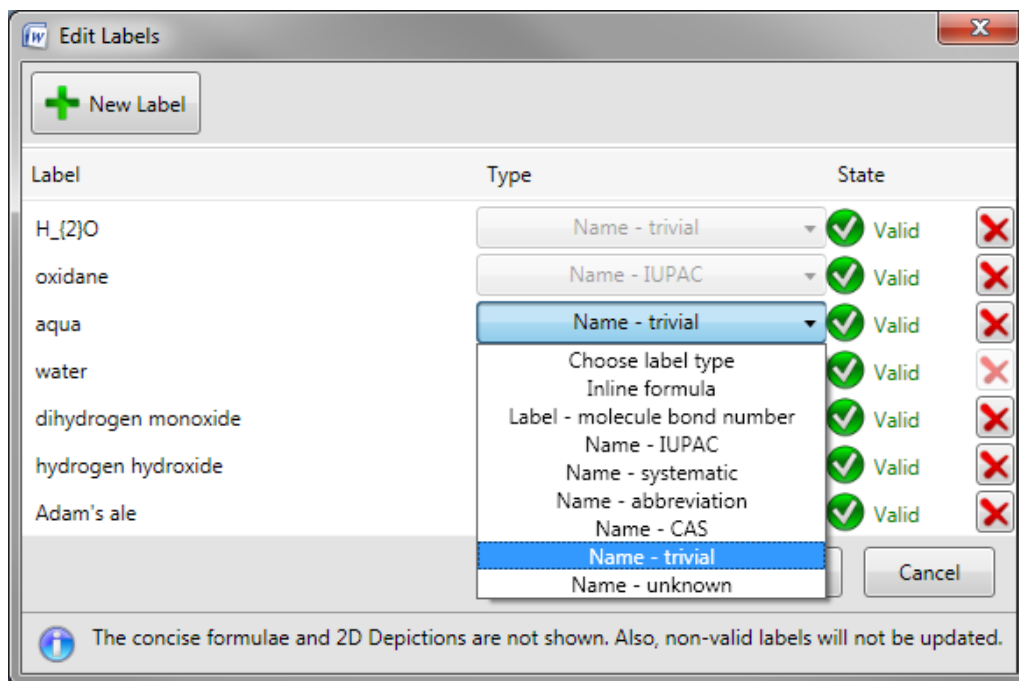 Edit Labels
New Label
Label Type State
H_{2}O Name - trivial Valid
oxidane Name - IUPAC Valid
aqua Name - trivial Valid
water Valid
dihydrogen monoxide Valid
hydrogen hydroxide Valid
Adam's ale Valid
Choose label type
Inline formula
Label - molecule bond number
Name - IUPAC
Name - systematic
Name - abbreviation
Name - CAS
Name - trivial
Name - unknown
Cancel
The concise formulae and 2D Depictions are not shown. Also, non-valid labels will not be updated.